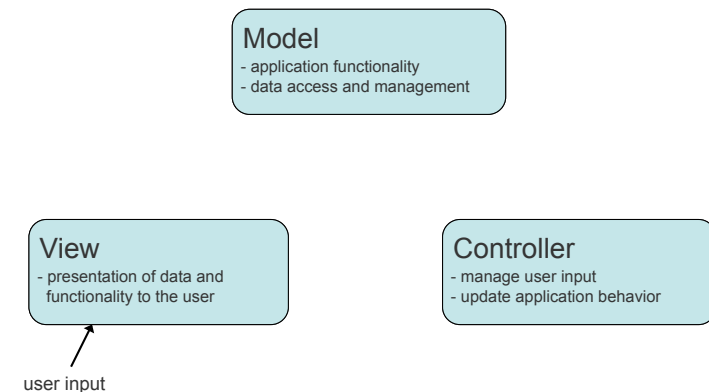 Model
- application functionality
- data access and management
View
- presentation of data and
functionality to the user
Controller
- manage user input
- update application behavior
user input